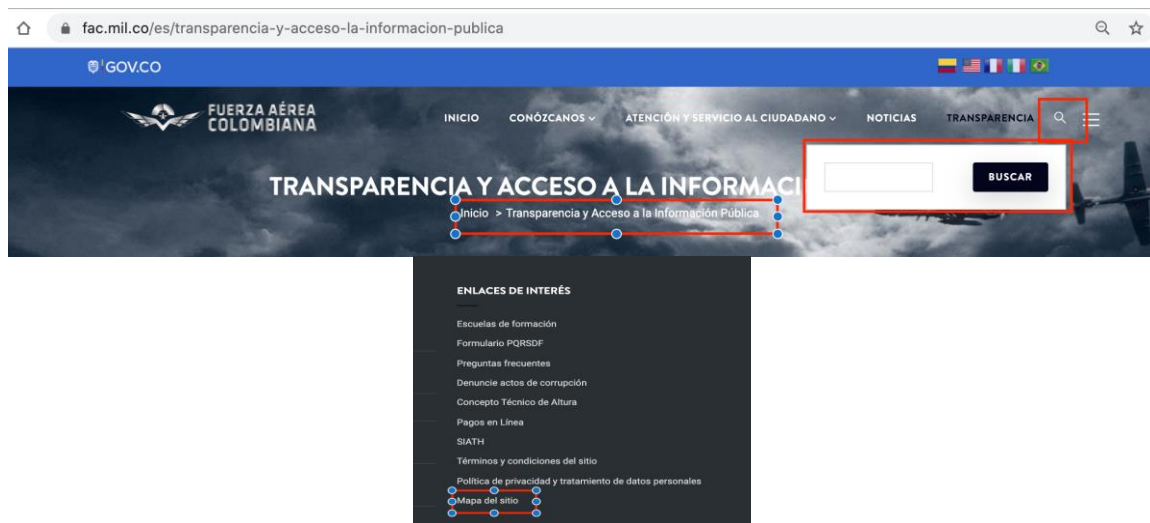 fac.mil.co/es/transparencia-y-acceso-la-informacion-publica
GOV.CO
FUERZA AÉREA
COLOMBIANA
INICIO CONÓZCANOS ATENCIÓN Y SERVICIO AL CIUDADANO NOTICIAS TRANSPARENCIA
BUSCAR
TRANSPARENCIA Y ACCESO A LA INFORMACI
Inicio > Transparencia y Acceso a la Información Pública
ENLACES DE INTERÉS
Escuelas de formación
Formulario PQRSDF
Preguntas frecuentes
Denuncie actos de corrupción
Concepto Técnico de Altura
Pagos en Línea
SIATH
Términos y condiciones del sitio
Política de privacidad y tratamiento de datos personales
Mapa del sitio